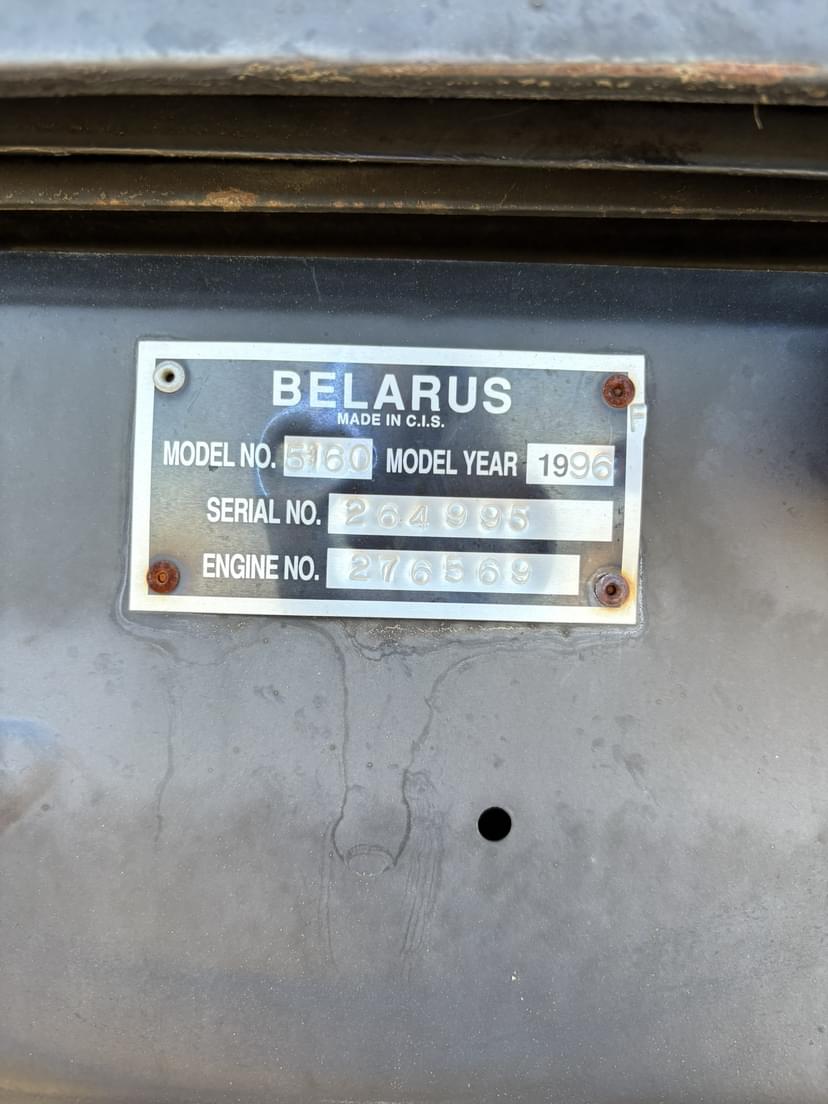 BELARUS
MADE IN C.I.S.
MODEL NO. 5160 MODEL YEAR 1996
SERIAL NO. 264995
ENGINE NO. 276569
F